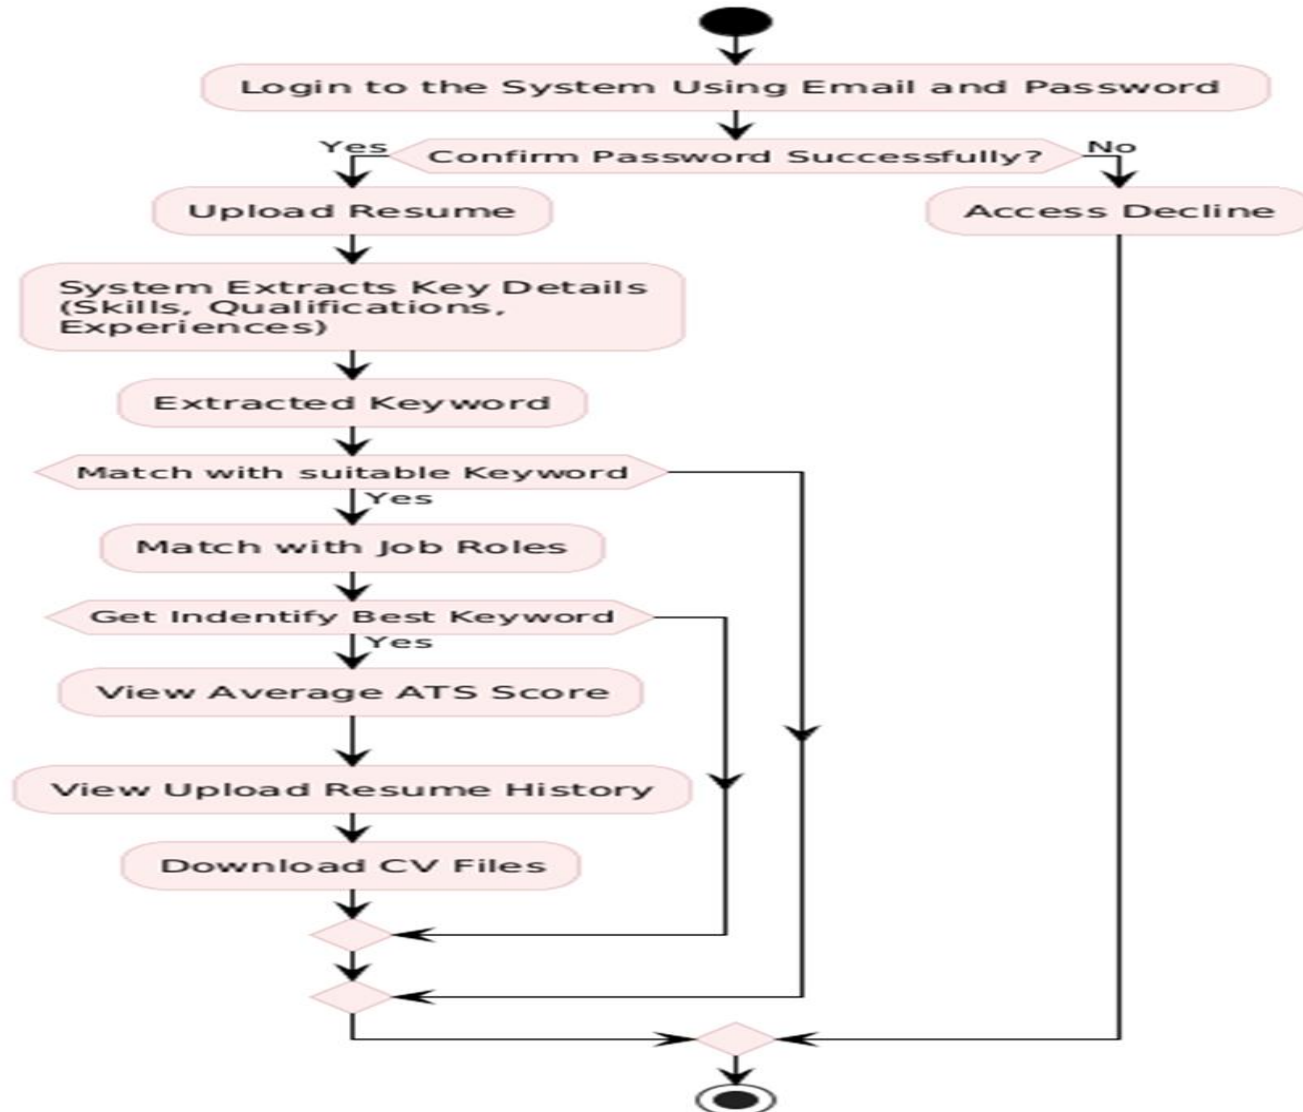 Login to the System Using Email and Password
Yes
Confirm Password Successfully?
No
Upload Resume
Access Decline
System Extracts Key Details
(Skills, Qualifications,
Experiences)
Extracted Keyword
Match with suitable Keyword
Yes
Match with Job Roles
Get Indentify Best Keyword
Yes
View Average ATS Score
View Upload Resume History
Download CV Files